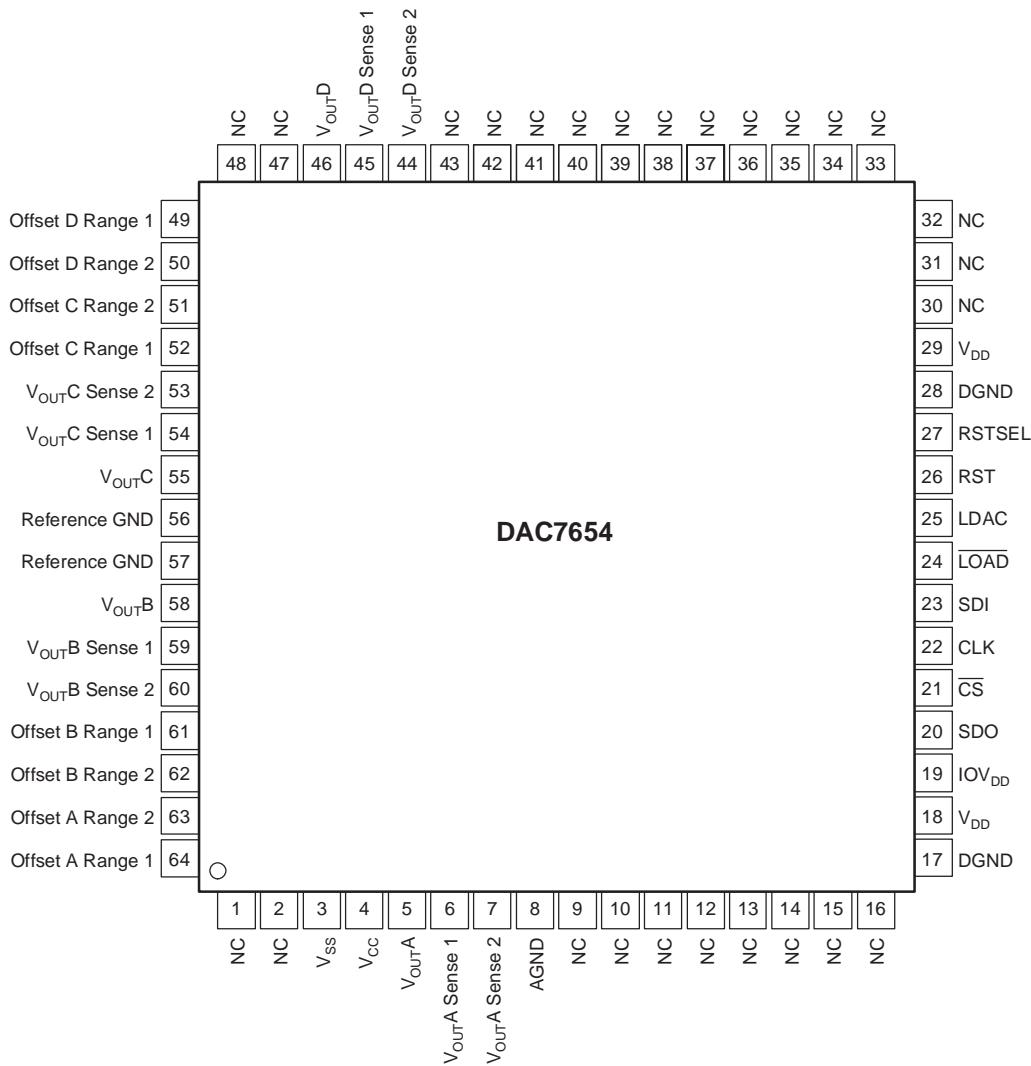 NC
NC
VOUTD
VOUTD Sense 1
VOUTD Sense 2
NC
NC
NC
NC
NC
NC
NC
NC
NC
NC
NC
48 47 46 45 44 43 42 41 40 39 38 37 36 35 34 33
Offset D Range 1 49
Offset D Range 2 50
Offset C Range 2 51
Offset C Range 1 52
VOUTC Sense 2 53
VOUTC Sense 1 54
VOUTC 55
Reference GND 56
Reference GND 57
VOUTB 58
VOUTB Sense 1 59
VOUTB Sense 2 60
Offset B Range 1 61
Offset B Range 2 62
Offset A Range 2 63
Offset A Range 1 64
DAC7654
32 NC
31 NC
30 NC
29 VDD
28 DGND
27 RSTSEL
26 RST
25 LDAC
24 LOAD
23 SDI
22 CLK
21 CS
20 SDO
19 IOVDD
18 VDD
17 DGND
1 2 3 4 5 6 7 8 9 10 11 12 13 14 15 16
NC
NC
VSS
VCC
VOUTA
VOUTA Sense 1
VOUTA Sense 2
AGND
NC
NC
NC
NC
NC
NC
NC
NC